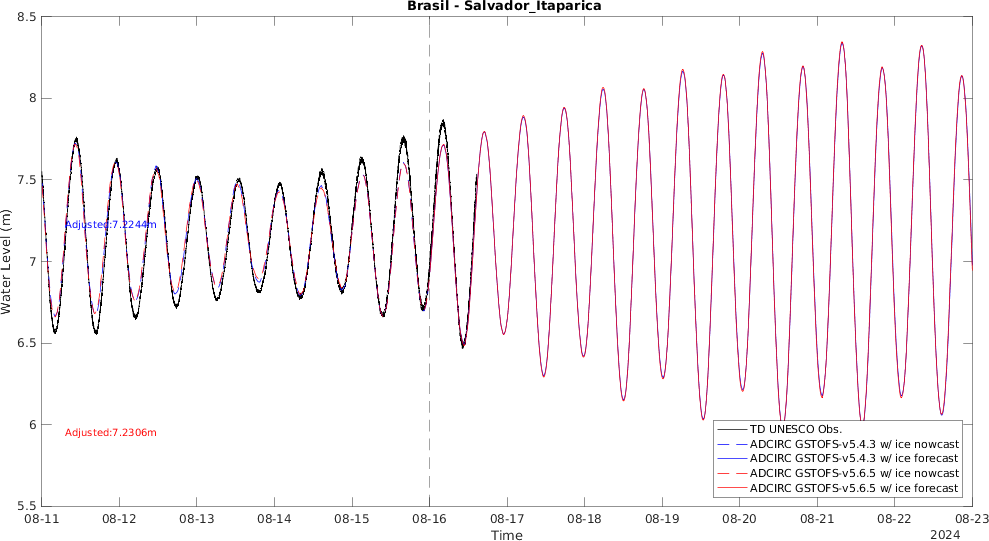 Brasil - Salvador_Itaparica
8.5
8
7.5
7
6.5
6
5.5
Water Level (m)
Adjusted:7.2244m
Adjusted:7.2306m
TD UNESCO Obs.
ADCIRC GSTOFS-v5.4.3 w/ ice nowcast
ADCIRC GSTOFS-v5.4.3 w/ ice forecast
ADCIRC GSTOFS-v5.6.5 w/ ice nowcast
ADCIRC GSTOFS-v5.6.5 w/ ice forecast
08-11 08-12 08-13 08-14 08-15 08-16 08-17 08-18 08-19 08-20 08-21 08-22 08-23
Time
2024